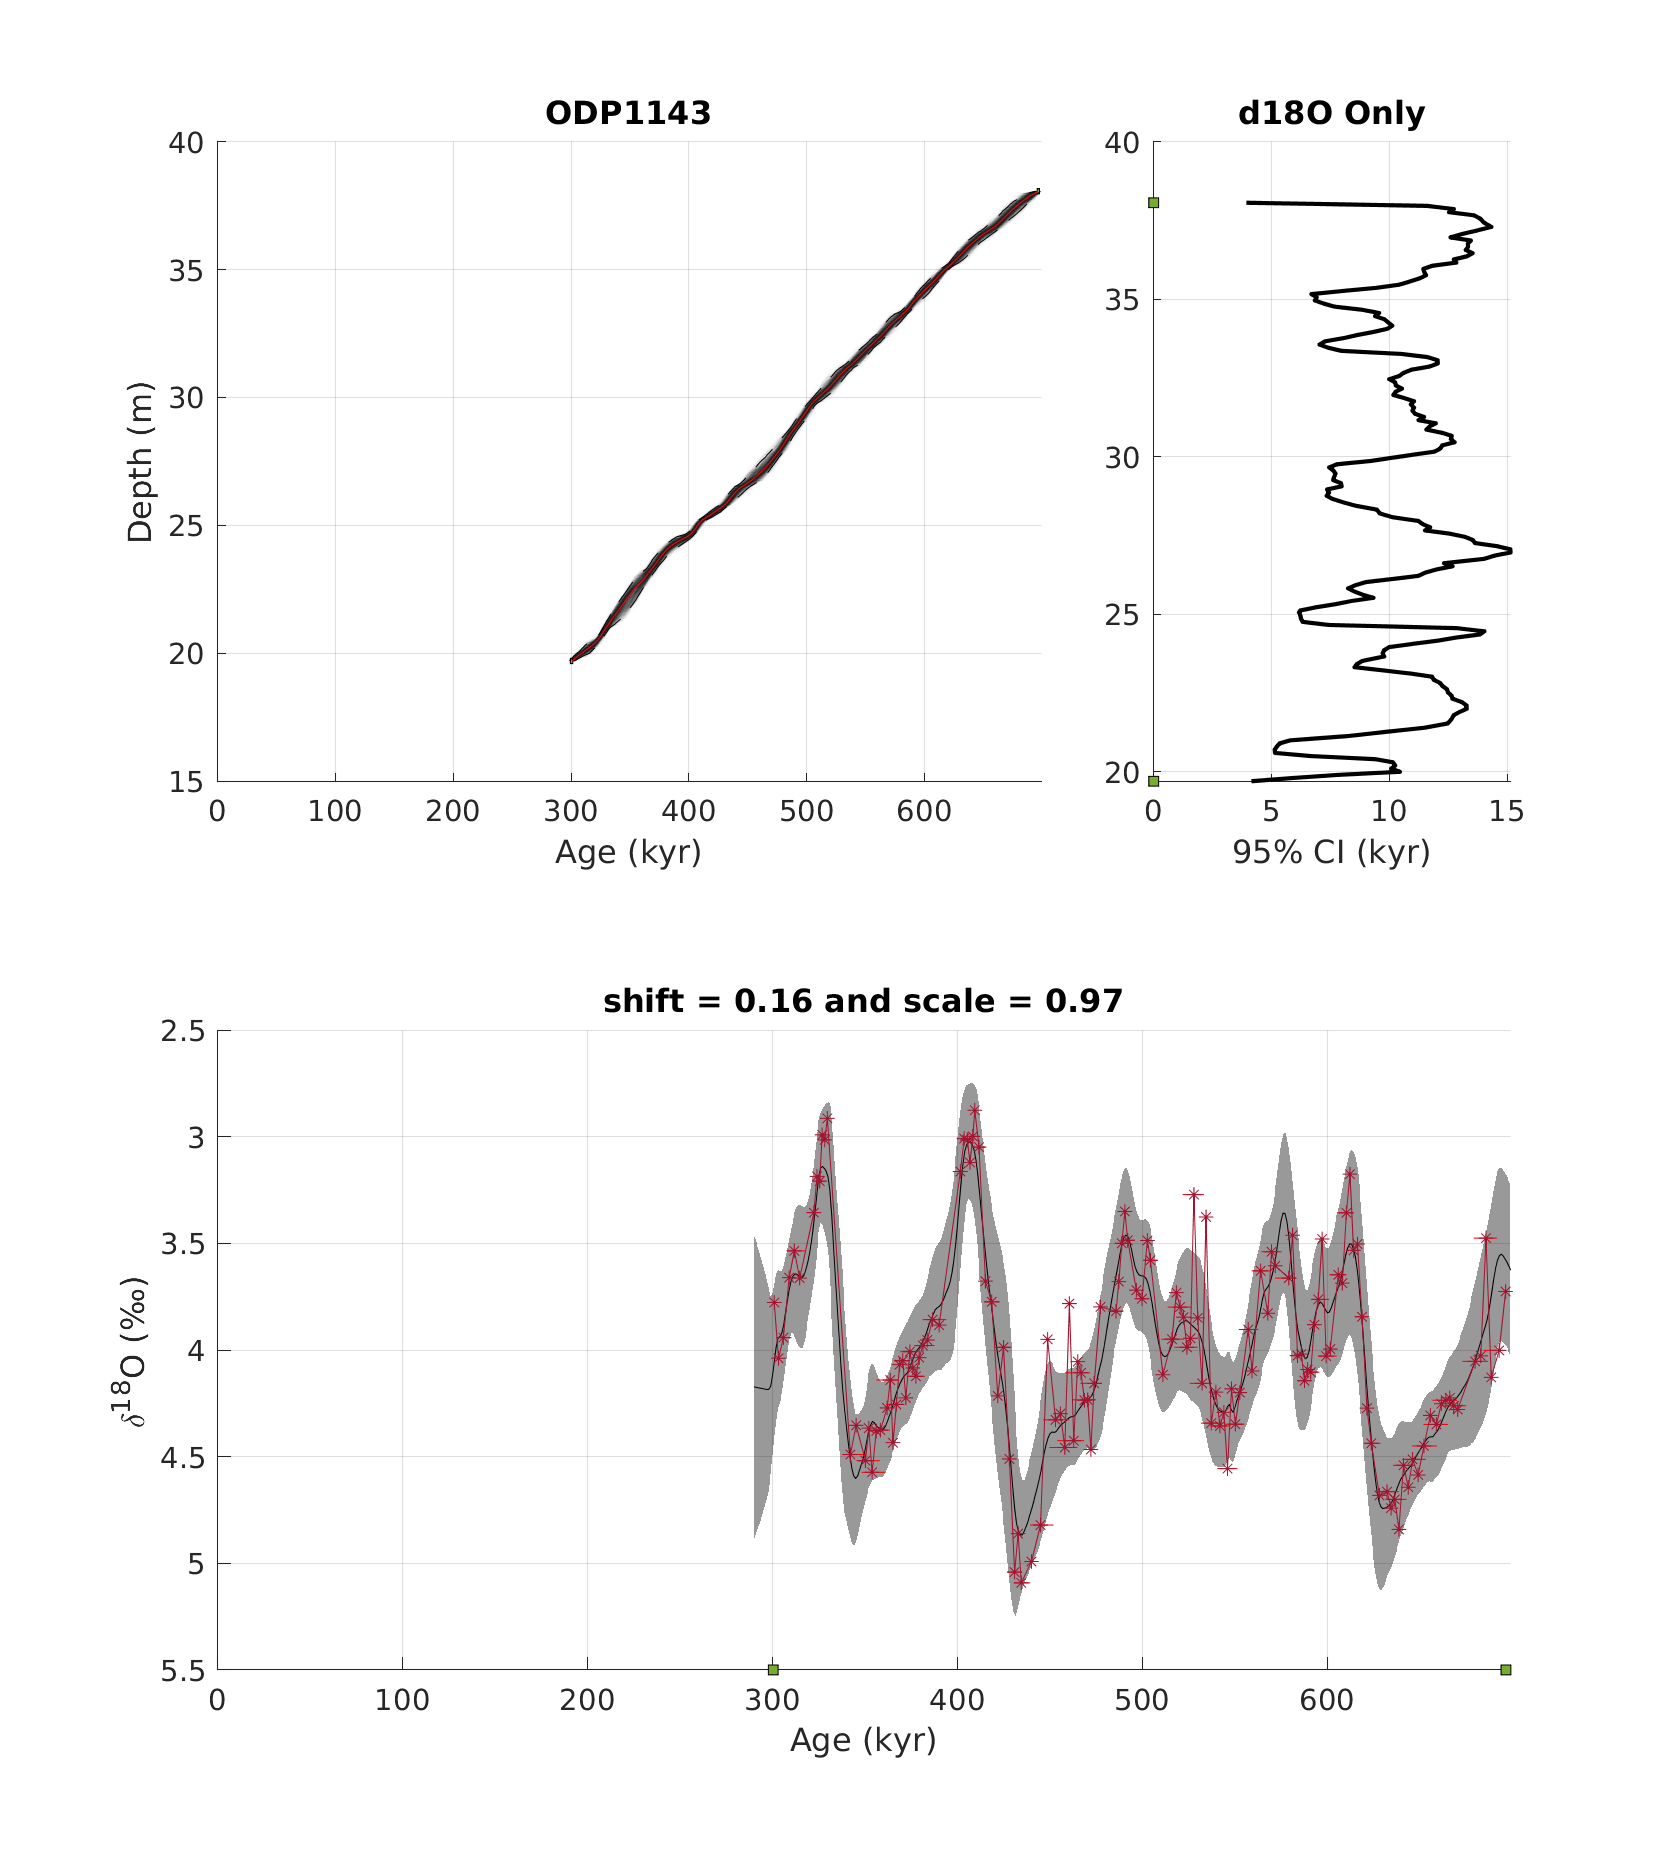 ODP1143
d18O Only
40
35
30
25
20
15
Depth (m)
0 100 200 300 400 500 600
Age (kyr)
40
35
30
25
20
0 5 10 15
95% CI (kyr)
shift = 0.16 and scale = 0.97
2.5
3
3.5
4
4.5
5
5.5
δ¹⁸O (‰)
0 100 200 300 400 500 600
Age (kyr)